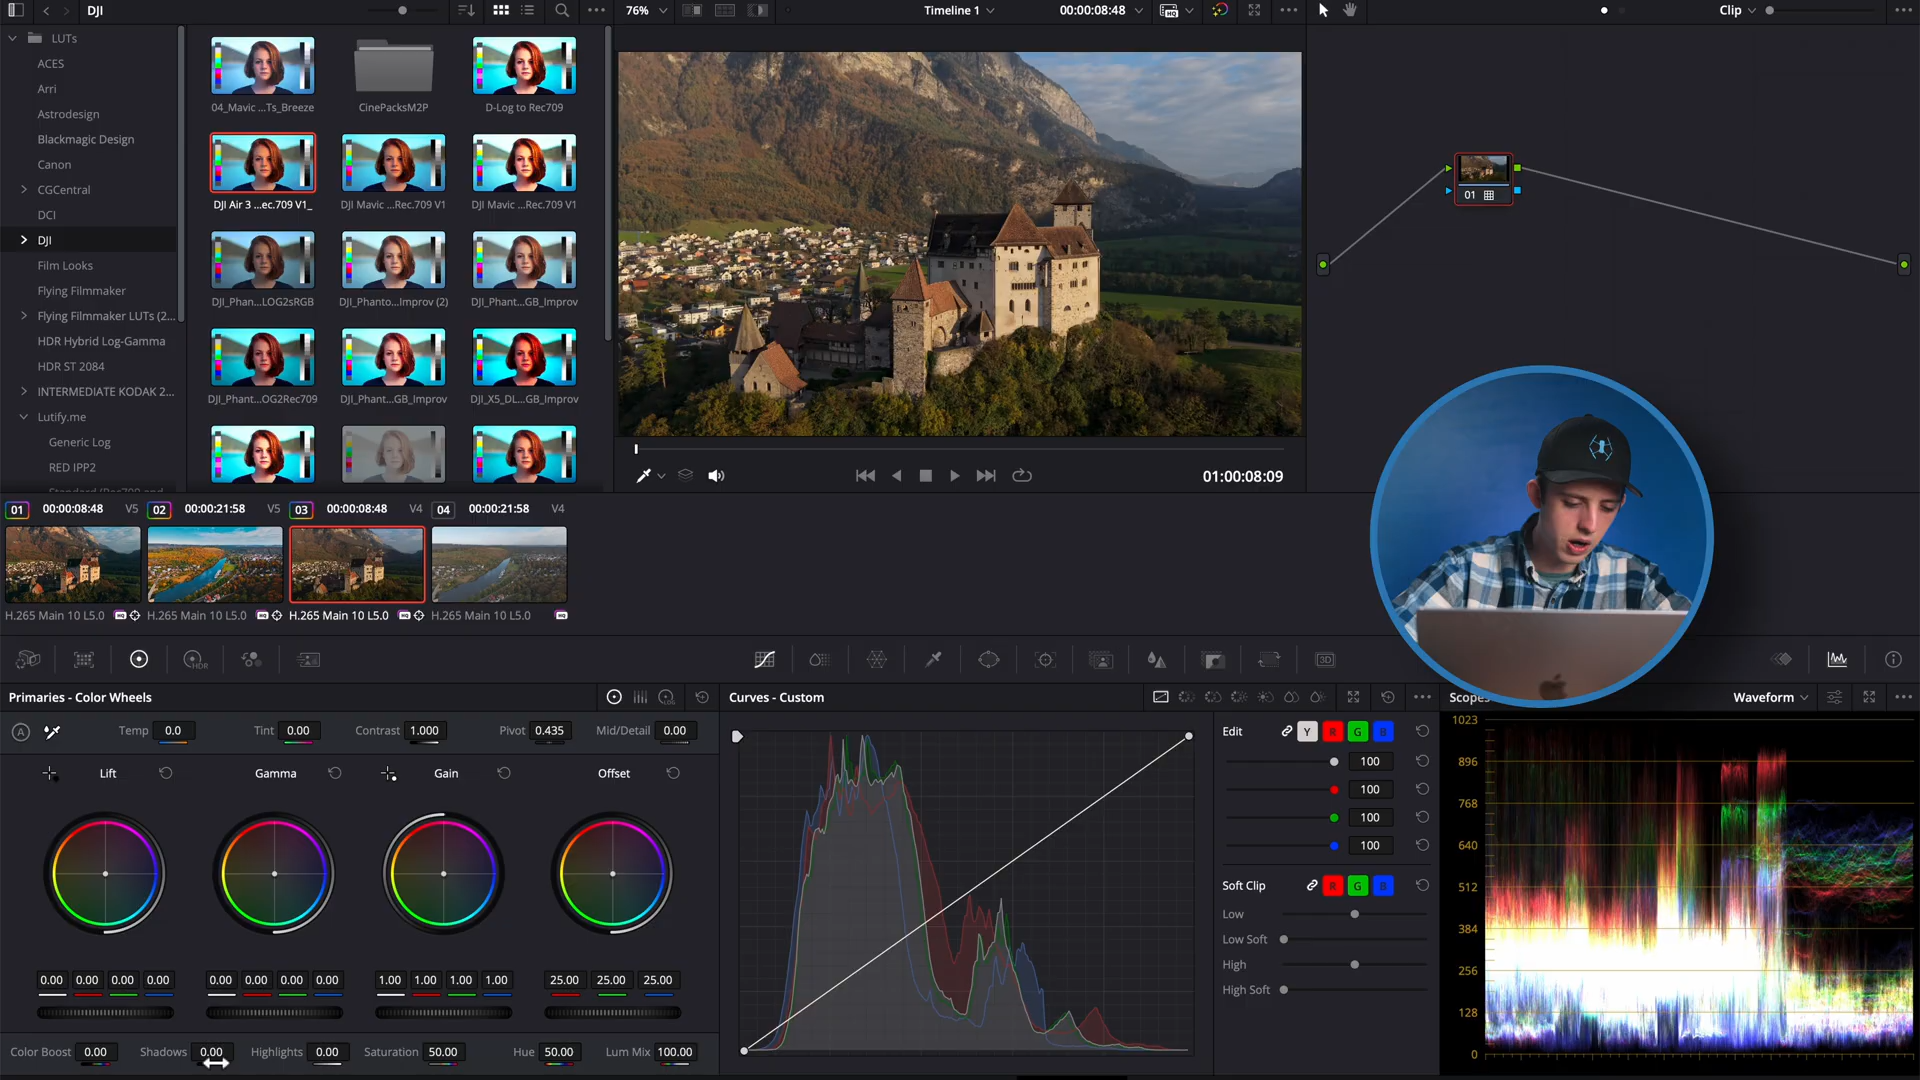 DJI
76%
Timeline 1
00:00:08:48
Clip
LUTs
ACES
Arri
Astrodesign
Blackmagic Design
Canon
CGCentral
DCI
DJI
Film Looks
Flying Filmmaker
Flying Filmmaker LUTs (2...
HDR Hybrid Log-Gamma
HDR ST 2084
INTERMEDIATE KODAK 2...
Lutify.me
Generic Log
RED IPP2
04_Mavic ...Ts_Breeze
CinePacksM2P
D-Log to Rec709
DJI Air 3 ...ec.709 V1_
DJI Mavic ...Rec.709 V1
DJI Mavic ...Rec.709 V1
DJI_Phan...LOG2sRGB
DJI_Phanto...Improv (2)
DJI_Phant...GB_Improv
DJI_Phant...OG2Rec709
DJI_Phant...GB_Improv
DJI_X5_DL...GB_Improv
01:00:08:09
01
01 00:00:08:48 V5
02 00:00:21:58 V5
03 00:00:08:48 V4
04 00:00:21:58 V4
H.265 Main 10 L5.0
H.265 Main 10 L5.0
H.265 Main 10 L5.0
H.265 Main 10 L5.0
HDR
3D
Primaries - Color Wheels
LOG
A
Temp 0.0
Tint 0.00
Contrast 1.000
Pivot 0.435
Mid/Detail 0.00
Lift
Gamma
Gain
Offset
0.00 0.00 0.00 0.00
0.00 0.00 0.00 0.00
1.00 1.00 1.00 1.00
25.00 25.00 25.00
Color Boost 0.00
Shadows 0.00
Highlights 0.00
Saturation 50.00
Hue 50.00
Lum Mix 100.00
Curves - Custom
Edit Y R G B
100
100
100
100
Soft Clip R G B
Low
Low Soft
High
High Soft
Scopes
Waveform
1023
896
768
640
512
384
256
128
0